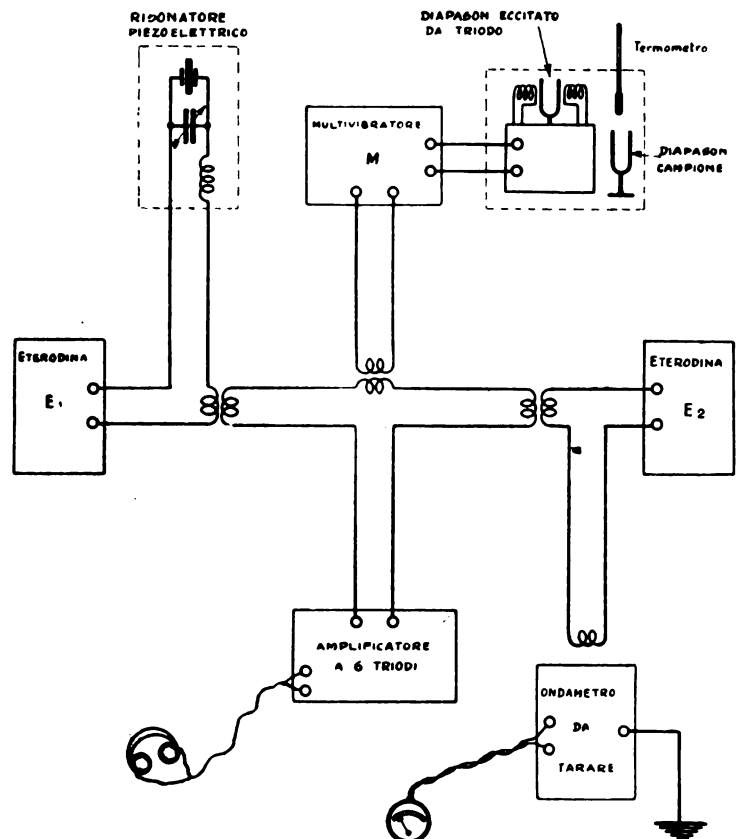 RISONATORE
PIEZOELETTRICO
DIAPASON ECCITATO
DA TRIODO
Termometro
MULTIVIBRATORE
M
DIAPASON
CAMPIONE
ETERODINA
E1
ETERODINA
E2
AMPLIFICATORE
A 6 TRIODI
ONDAMETRO
DA
TARARE